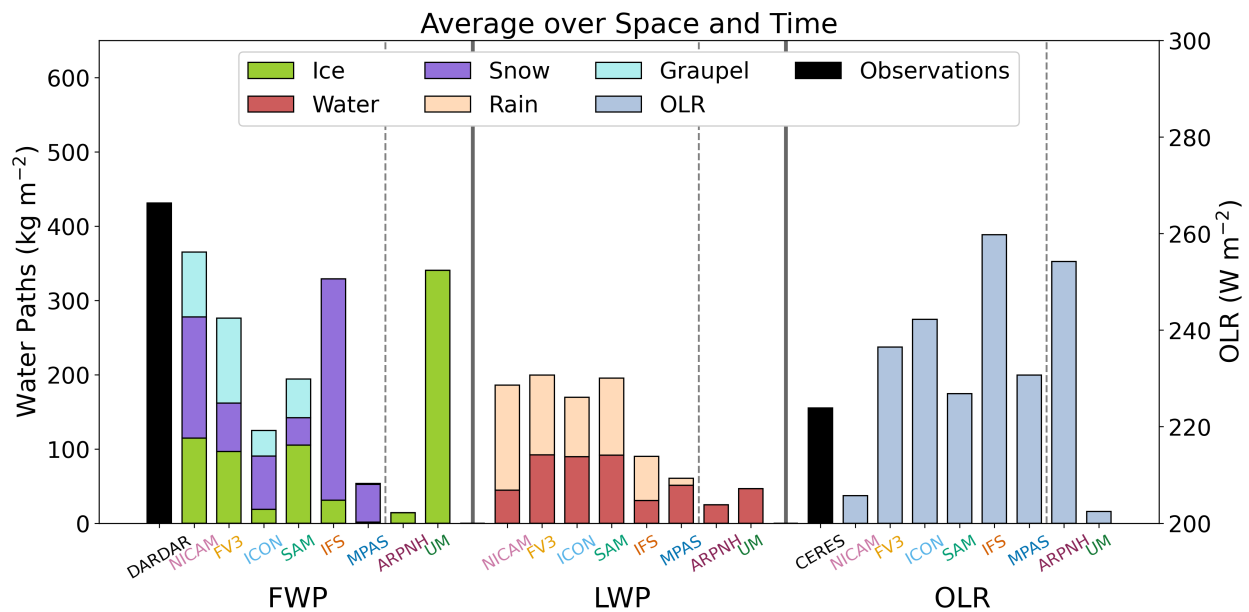 Average over Space and Time
Ice Snow Graupel Observations
Water Rain OLR
Water Paths (kg m⁻²)
600
500
400
300
200
100
0
300
280
260
240
220
200
OLR (W m⁻²)
DARDAR NICAM FV3 ICON SAM IFS MPAS ARPNH UM
NICAM FV3 ICON SAM IFS MPAS ARPNH UM
CERES NICAM FV3 ICON SAM IFS MPAS ARPNH UM
FWP LWP OLR